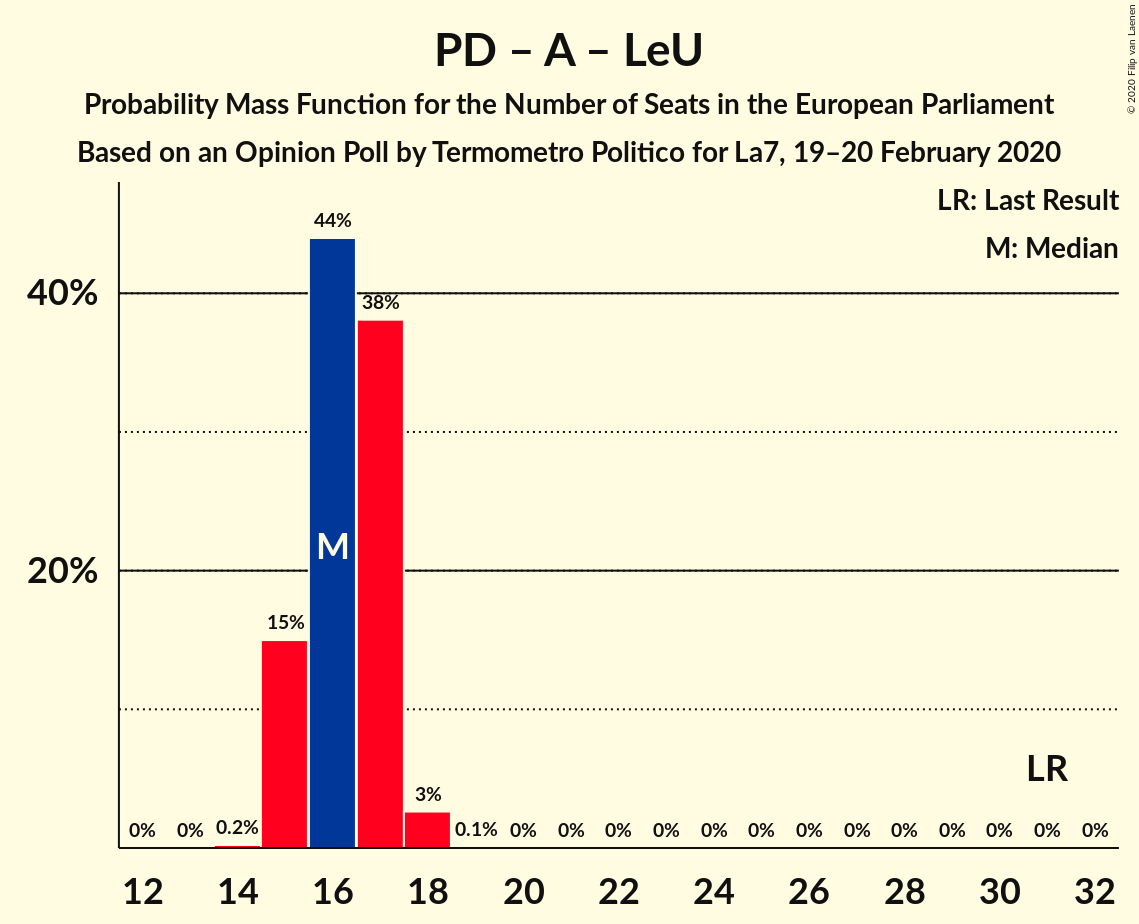 PD – A – LeU
Probability Mass Function for the Number of Seats in the European Parliament
Based on an Opinion Poll by Termometro Politico for La7, 19–20 February 2020
© 2020 Filip van Laenen
LR: Last Result
M: Median
44%
40%
38%
M
20%
15%
LR
3%
0% 0% 0.2% 0.1% 0% 0% 0% 0% 0% 0% 0% 0% 0% 0% 0% 0% 0%
12 14 16 18 20 22 24 26 28 30 32